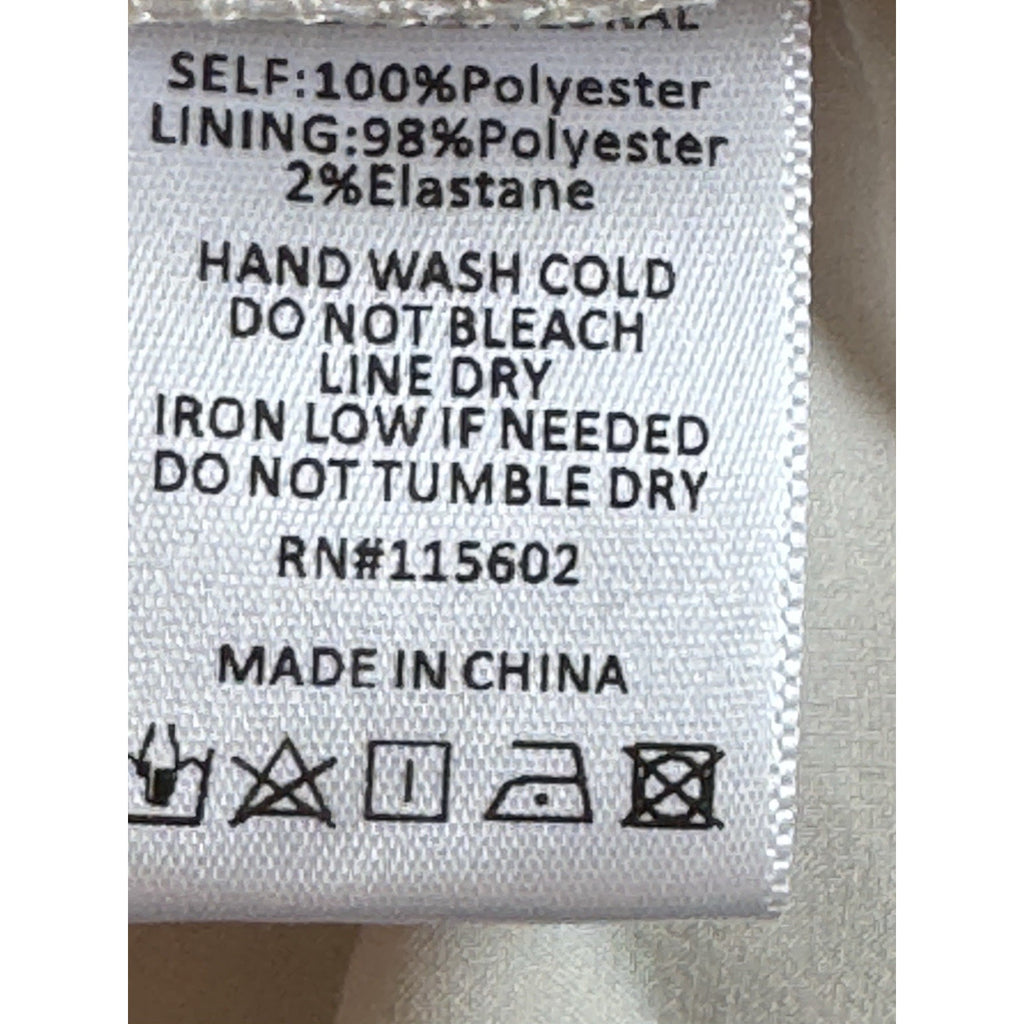 SELF:100%Polyester
LINING:98%Polyester
2%Elastane
HAND WASH COLD
DO NOT BLEACH
LINE DRY
IRON LOW IF NEEDED
DO NOT TUMBLE DRY
RN#115602
MADE IN CHINA